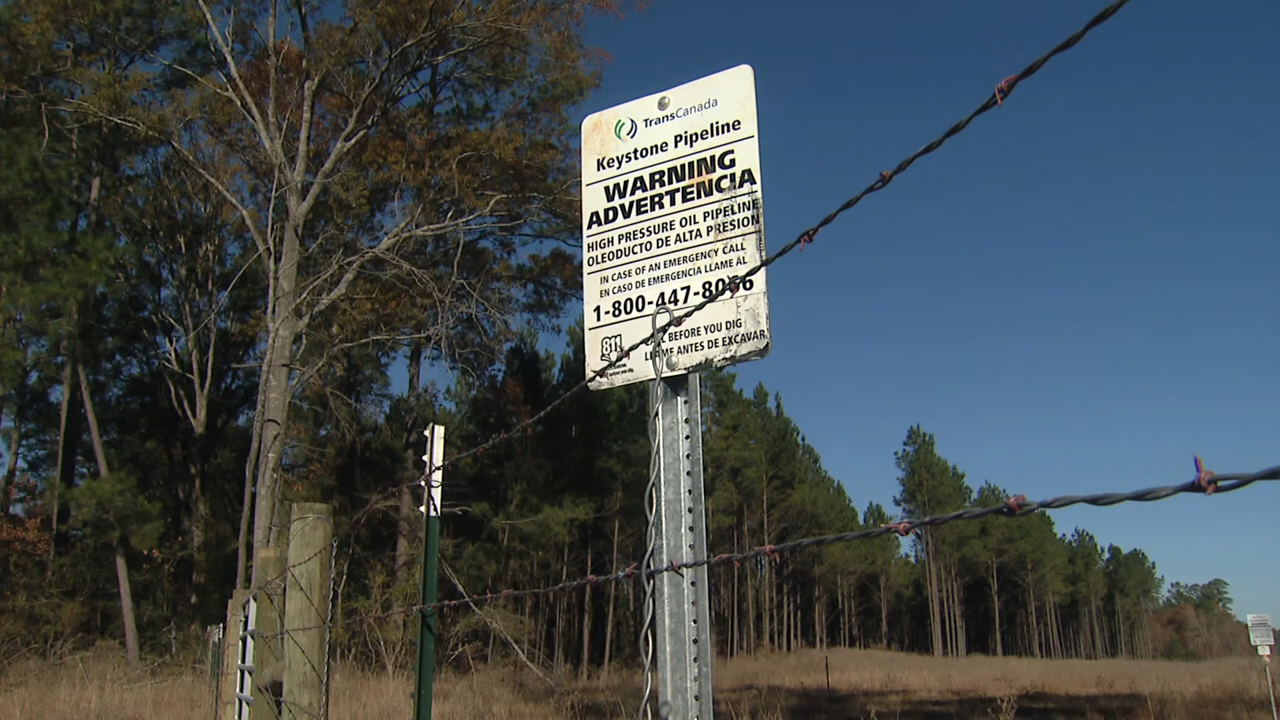 TransCanada
Keystone Pipeline
WARNING
ADVERTENCIA
HIGH PRESSURE OIL PIPELINE
OLEODUCTO DE ALTA PRESION
IN CASE OF AN EMERGENCY CALL
EN CASO DE EMERGENCIA LLAME AL
1-800-447-8066
811
CALL BEFORE YOU DIG
LLAME ANTES DE EXCAVAR